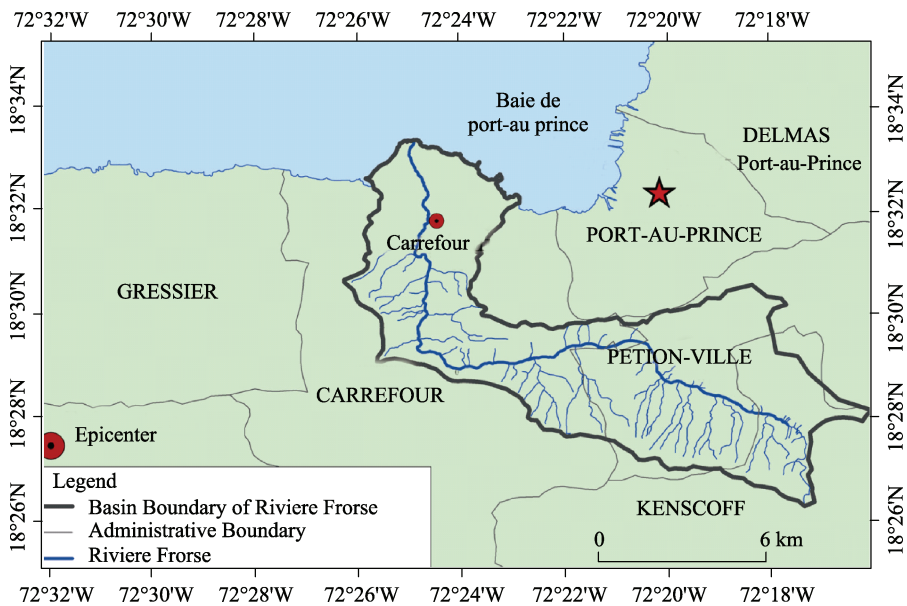 72°32'W 72°30'W 72°28'W 72°26'W 72°24'W 72°22'W 72°20'W 72°18'W
18°34'N
18°34'N
Baie de
port-au prince
DELMAS
Port-au-Prince
18°32'N
18°32'N
PORT-AU-PRINCE
Carrefour
GRESSIER
18°30'N
18°30'N
PETION-VILLE
CARREFOUR
18°28'N
18°28'N
Epicenter
Legend
Basin Boundary of Riviere Frorse
Administrative Boundary
Riviere Frorse
KENSCOFF
18°26'N
18°26'N
0 6 km
72°32'W 72°30'W 72°28'W 72°26'W 72°24'W 72°22'W 72°20'W 72°18'W